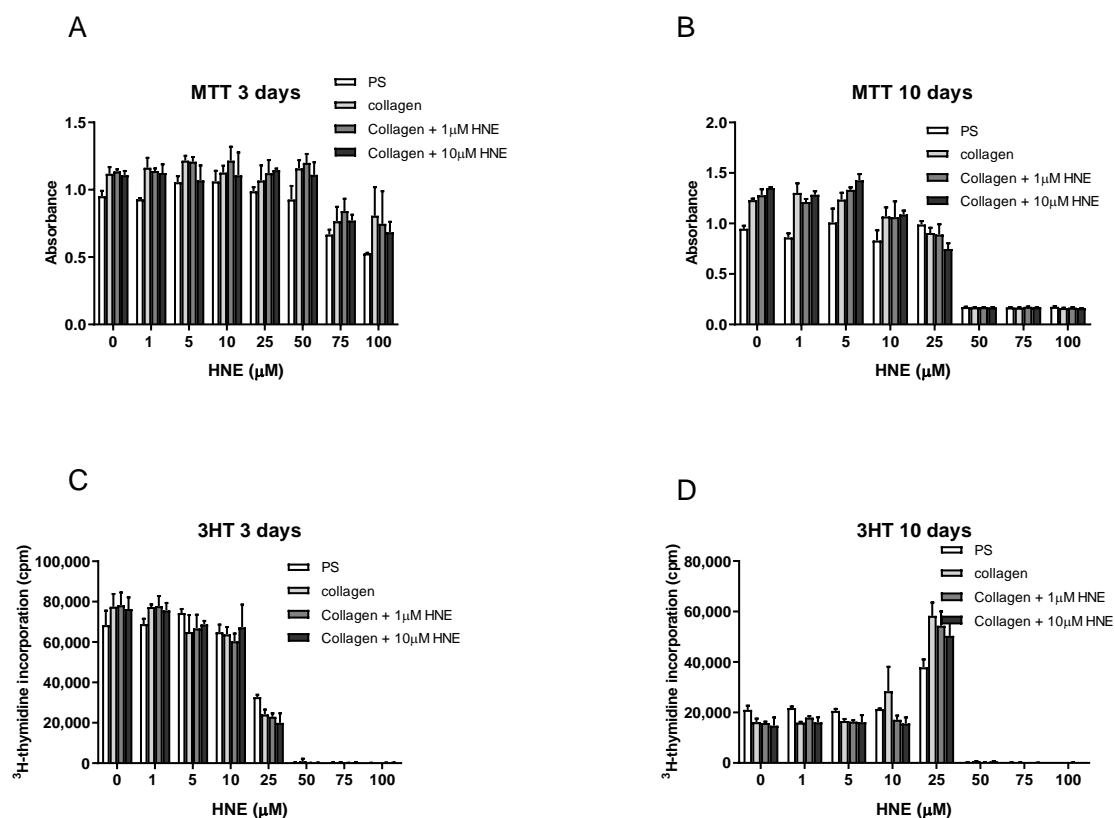 A
MTT 3 days
PS
collagen
Collagen + 1μM HNE
Collagen + 10μM HNE
Absorbance
1.5
1.0
0.5
0.0
0 1 5 10 25 50 75 100
HNE (μM)
B
MTT 10 days
PS
collagen
Collagen + 1μM HNE
Collagen + 10μM HNE
Absorbance
2.0
1.5
1.0
0.5
0.0
0 1 5 10 25 50 75 100
HNE (μM)
C
3HT 3 days
PS
collagen
Collagen + 1μM HNE
Collagen + 10μM HNE
³H-thymidine incorporation (cpm)
100,000
80,000
60,000
40,000
20,000
0
0 1 5 10 25 50 75 100
HNE (μM)
D
3HT 10 days
PS
collagen
Collagen + 1μM HNE
Collagen + 10μM HNE
³H-thymidine incorporation (cpm)
80,000
60,000
40,000
20,000
0
0 1 5 10 25 50 75 100
HNE (μM)